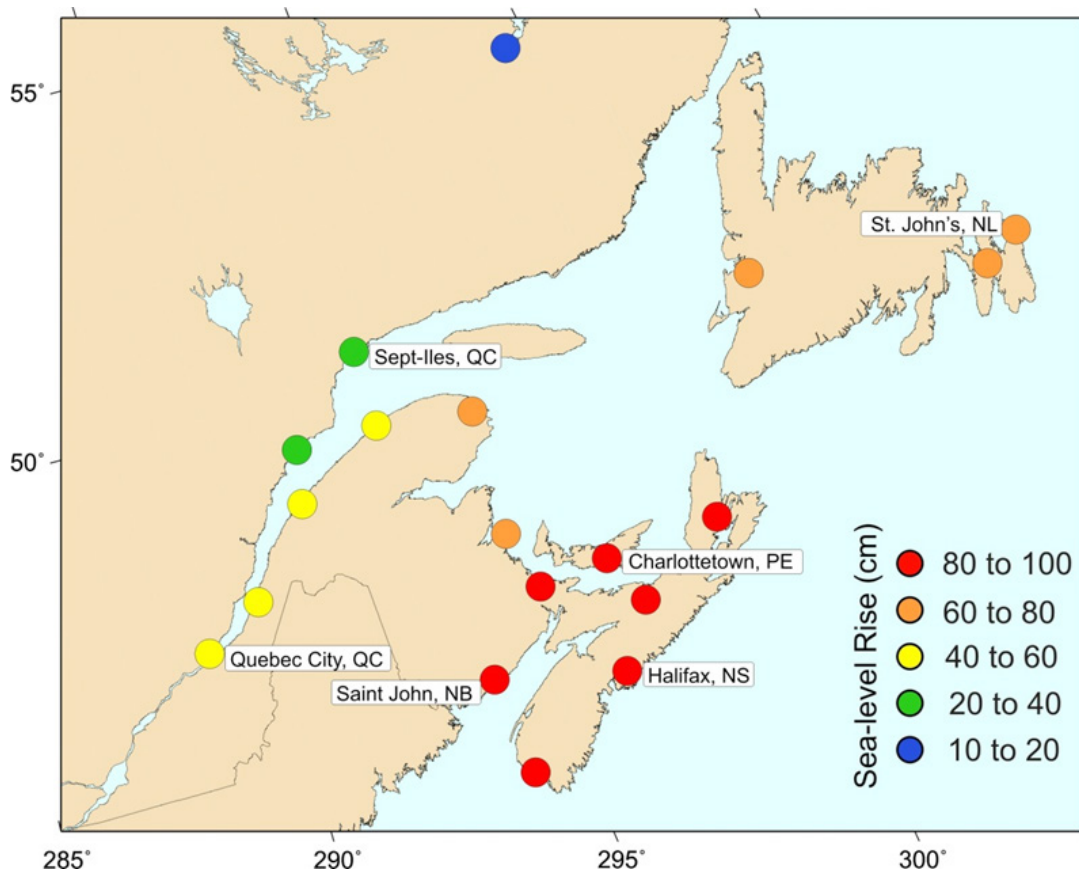 55°
St. John's, NL
Sept-Iles, QC
50°
Charlottetown, PE
Quebec City, QC
Saint John, NB
Halifax, NS
Sea-level Rise (cm)
80 to 100
60 to 80
40 to 60
20 to 40
10 to 20
285°
290°
295°
300°